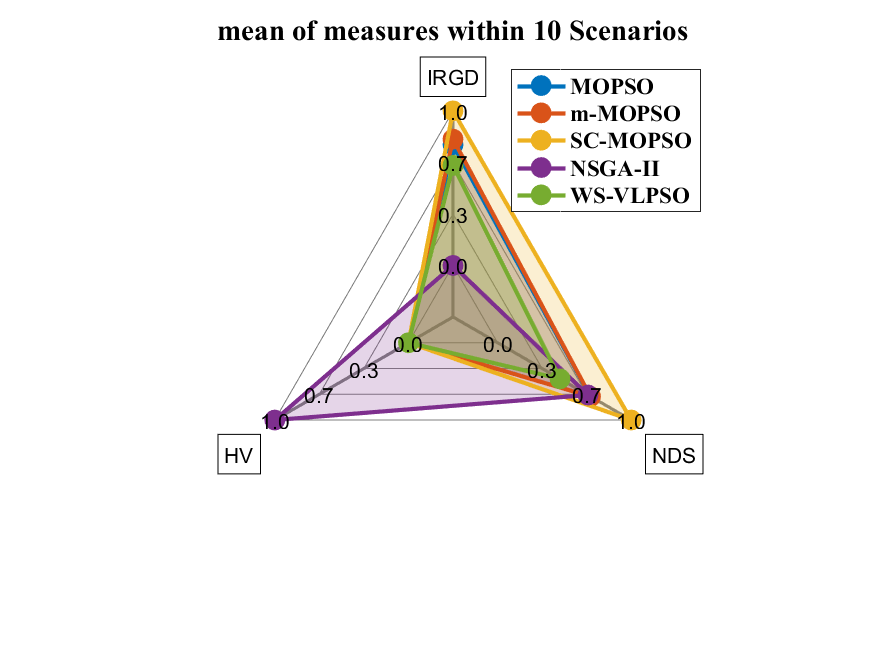 mean of measures within 10 Scenarios
IRGD
MOPSO
m-MOPSO
SC-MOPSO
NSGA-II
WS-VLPSO
1.0
0.7
0.3
0.0
0.0
0.0
0.3
0.3
0.7
0.7
1.0
1.0
HV
NDS